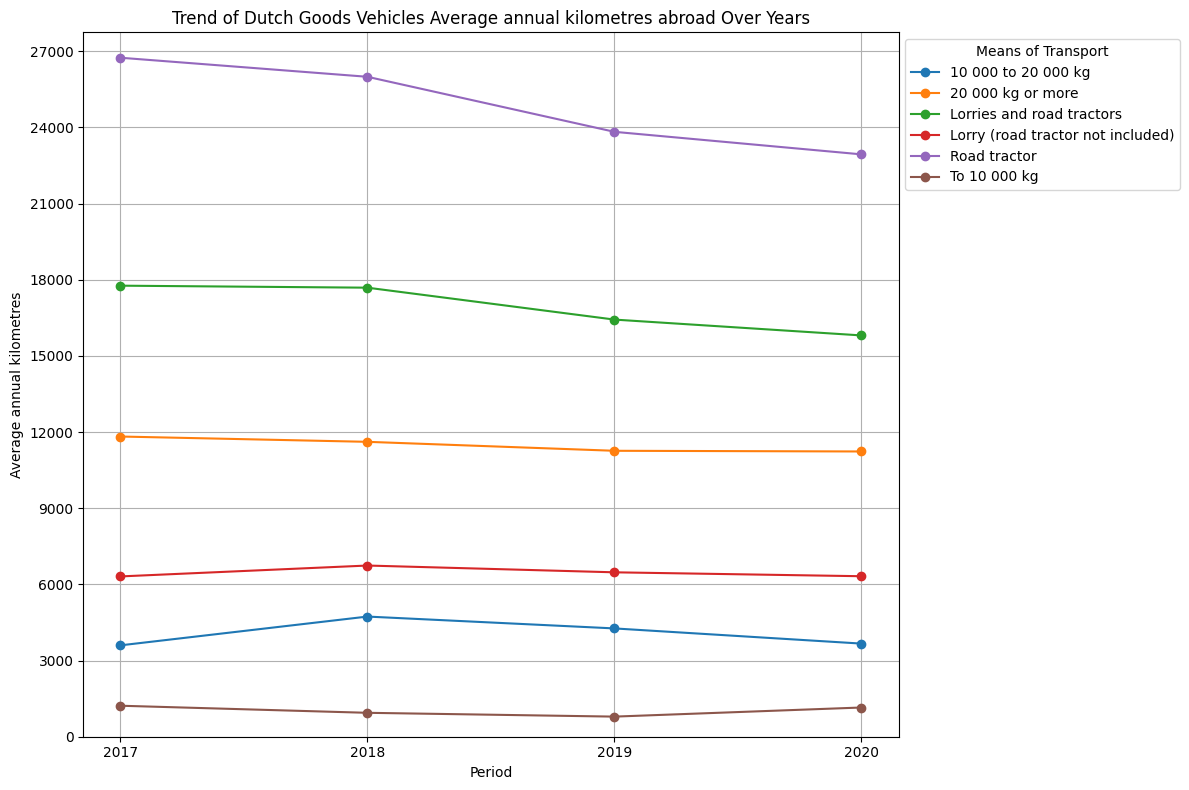 Trend of Dutch Goods Vehicles Average annual kilometres abroad Over Years
Average annual kilometres
27000
24000
21000
18000
15000
12000
9000
6000
3000
0
2017
2018
2019
2020
Period
Means of Transport
10 000 to 20 000 kg
20 000 kg or more
Lorries and road tractors
Lorry (road tractor not included)
Road tractor
To 10 000 kg